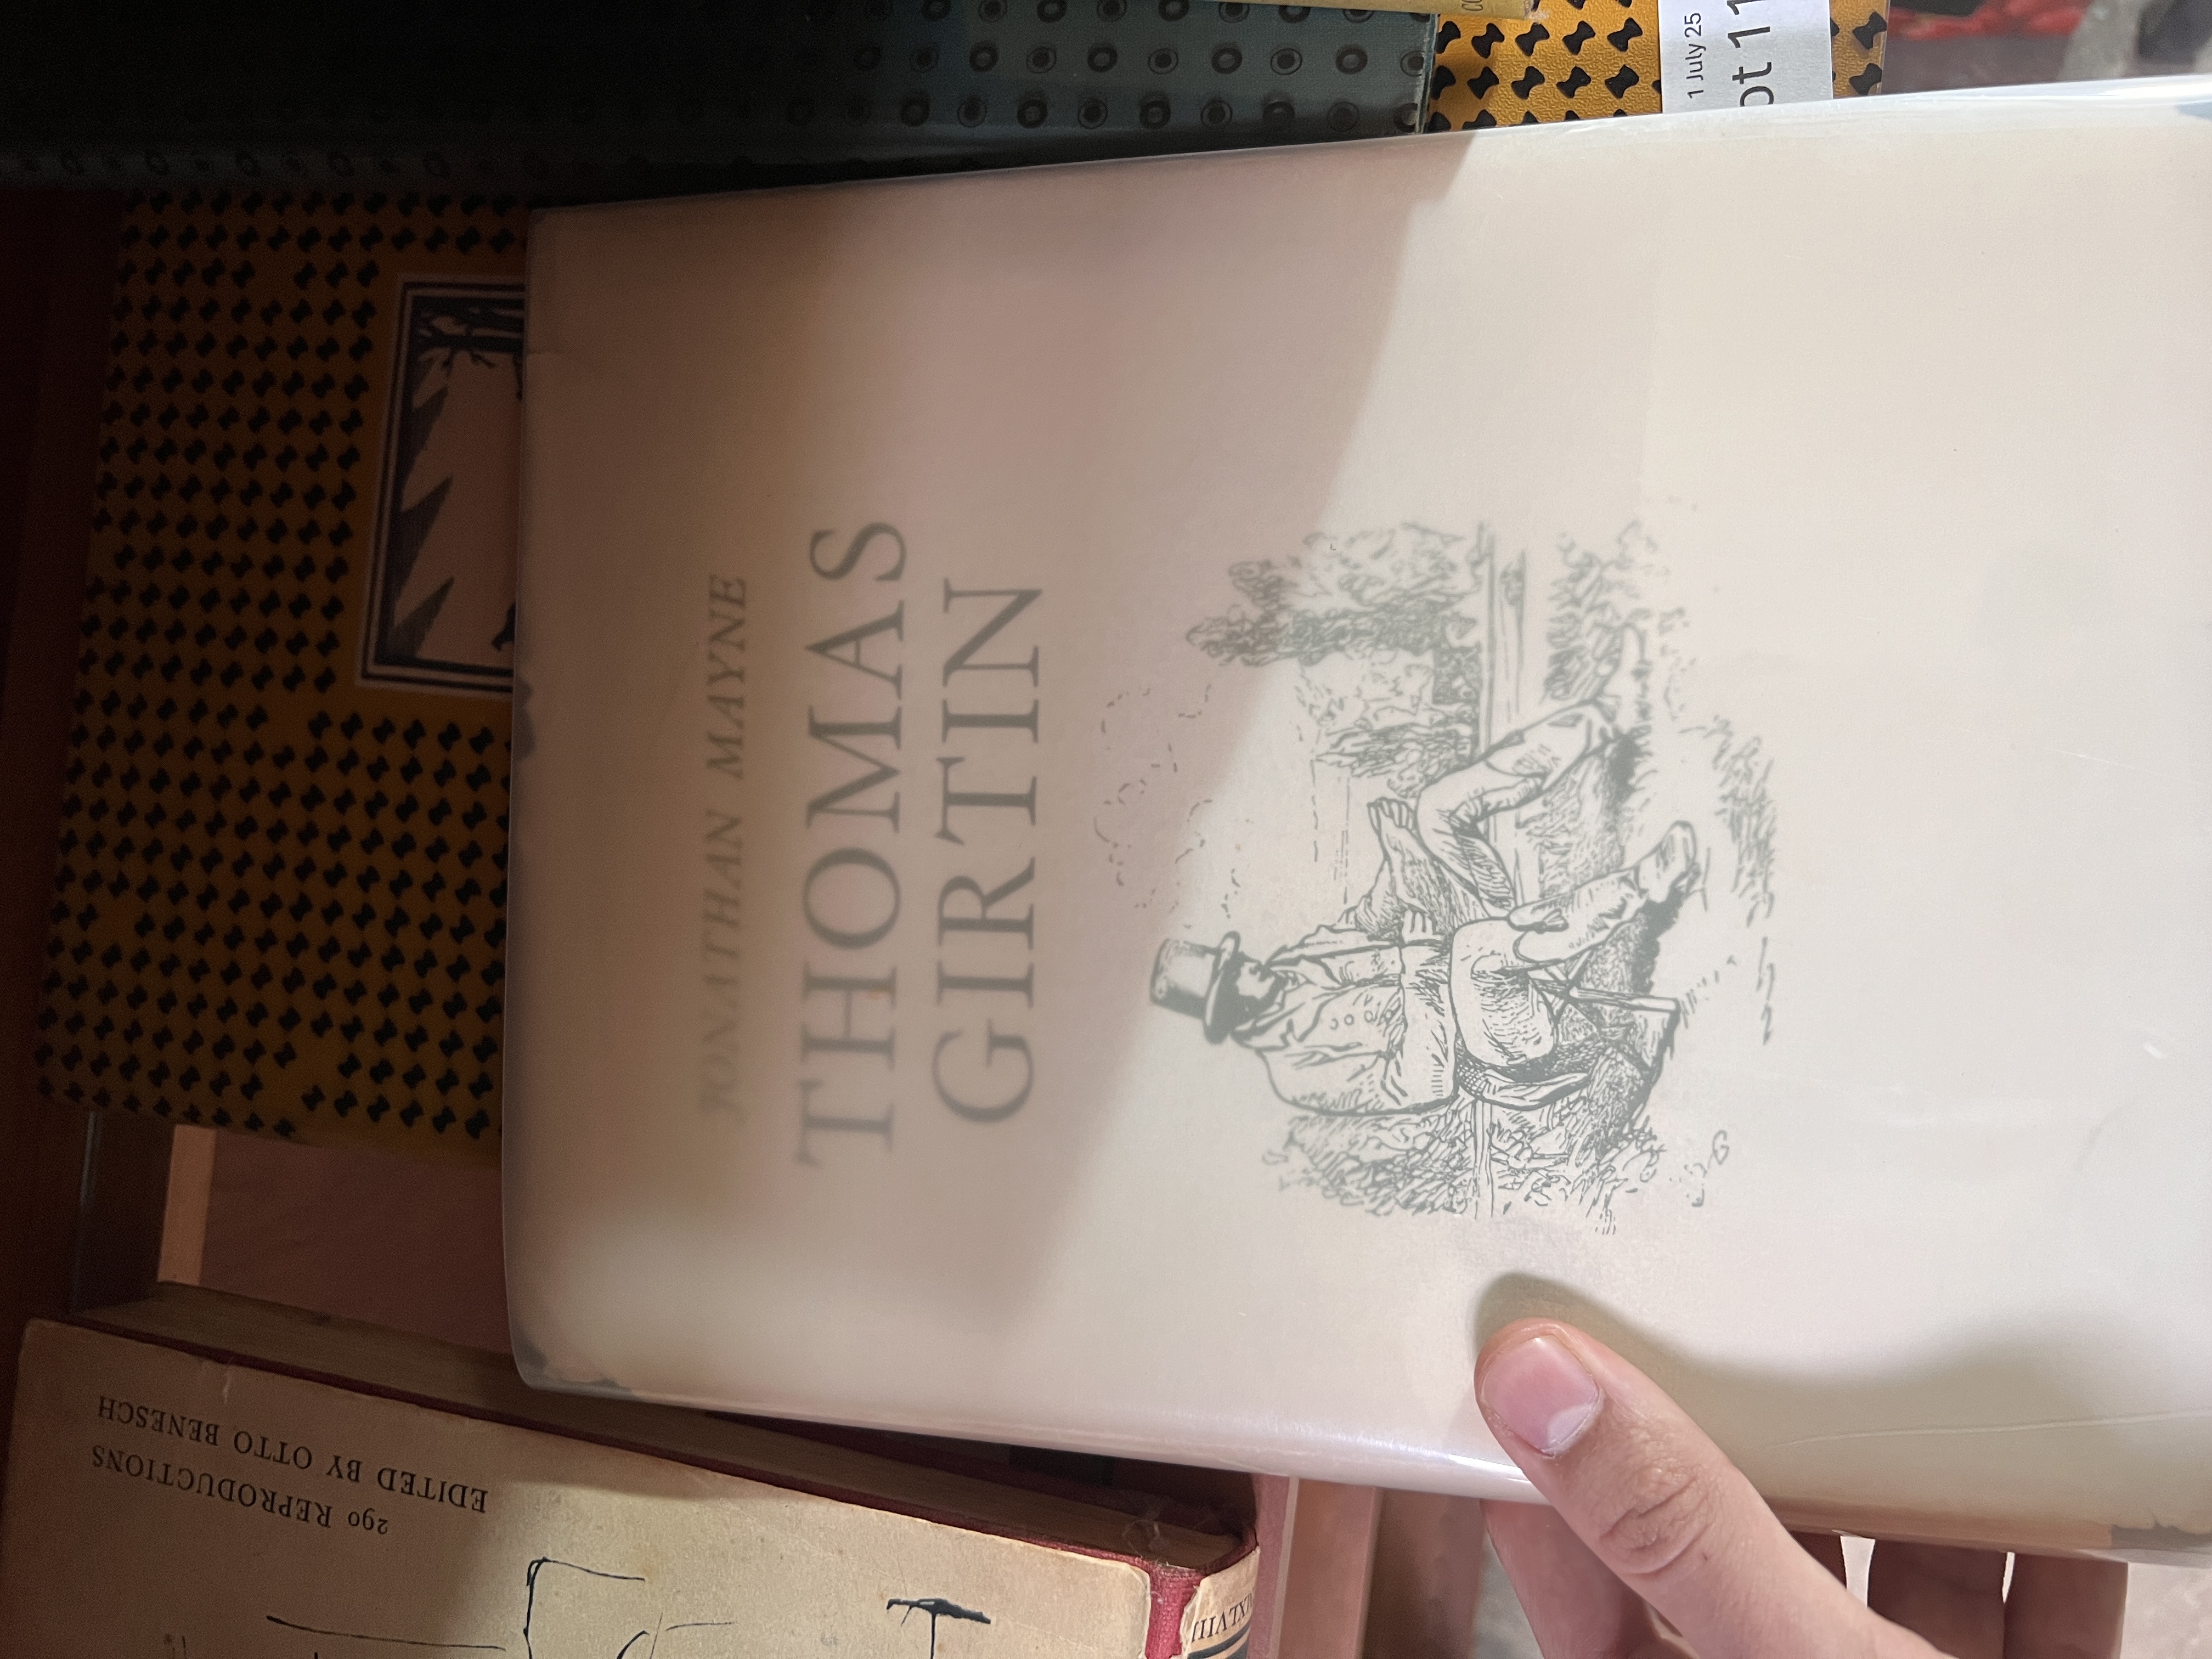 JONATHAN MAYNE
THOMAS
GIRTIN
290 REPRODUCTIONS
EDITED BY OTTO BENESCH
1 July 25